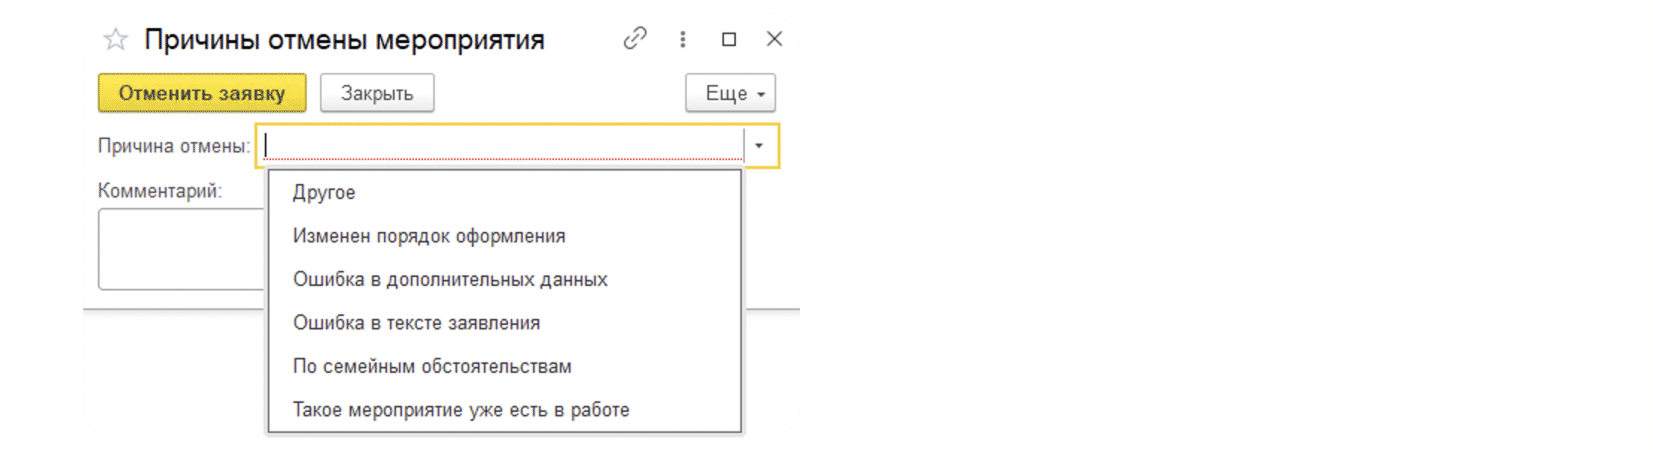 Причины отмены мероприятия
Отменить заявку Закрыть Еще
Причина отмены:
Комментарий:
Другое
Изменен порядок оформления
Ошибка в дополнительных данных
Ошибка в тексте заявления
По семейным обстоятельствам
Такое мероприятие уже есть в работе